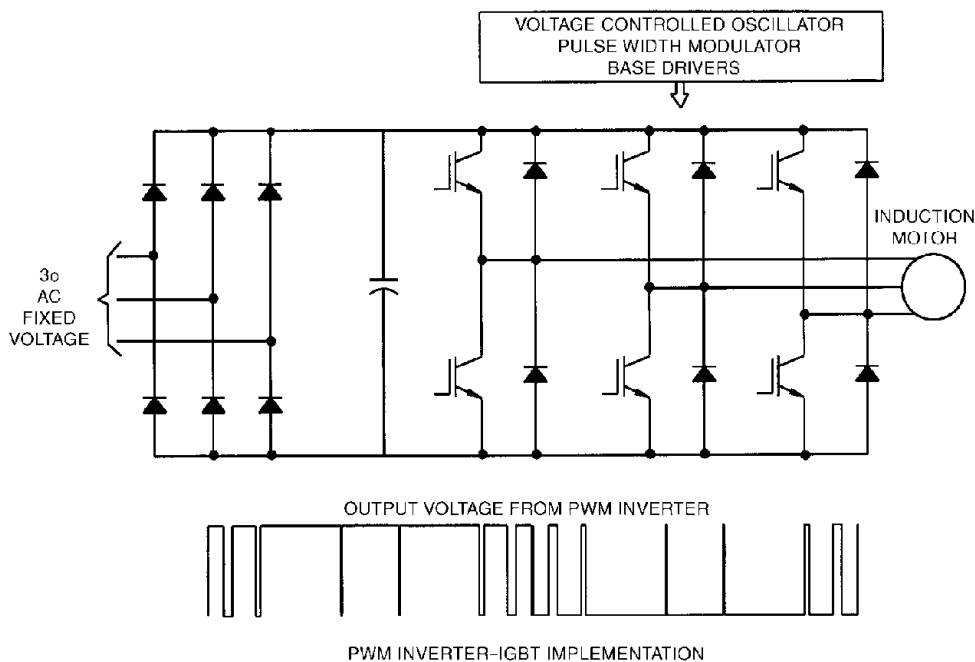 VOLTAGE CONTROLLED OSCILLATOR
PULSE WIDTH MODULATOR
BASE DRIVERS
INDUCTION
MOTOR
3o
AC
FIXED
VOLTAGE
OUTPUT VOLTAGE FROM PWM INVERTER
PWM INVERTER–IGBT IMPLEMENTATION